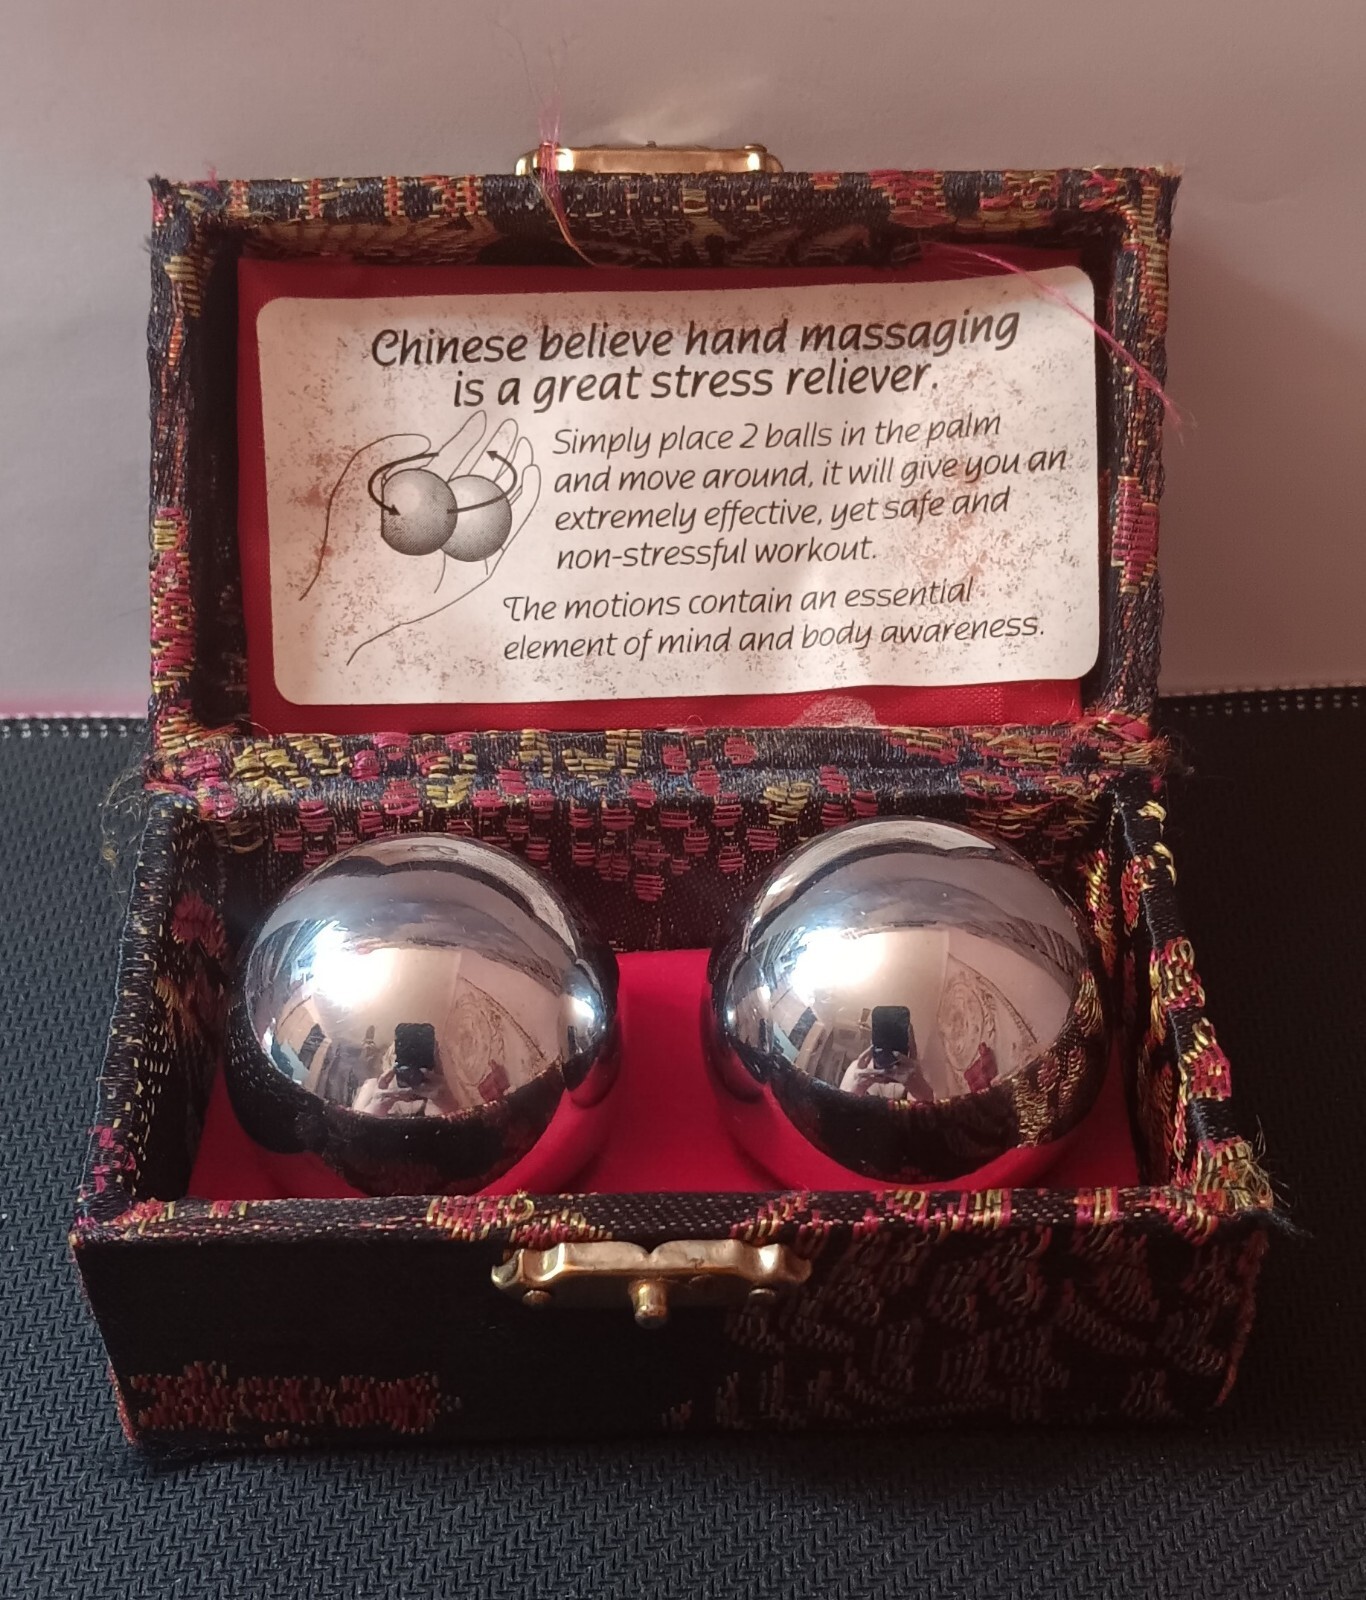 Chinese believe hand massaging
is a great stress reliever.
Simply place 2 balls in the palm
and move around, it will give you an
extremely effective, yet safe and
non-stressful workout.
The motions contain an essential
element of mind and body awareness.